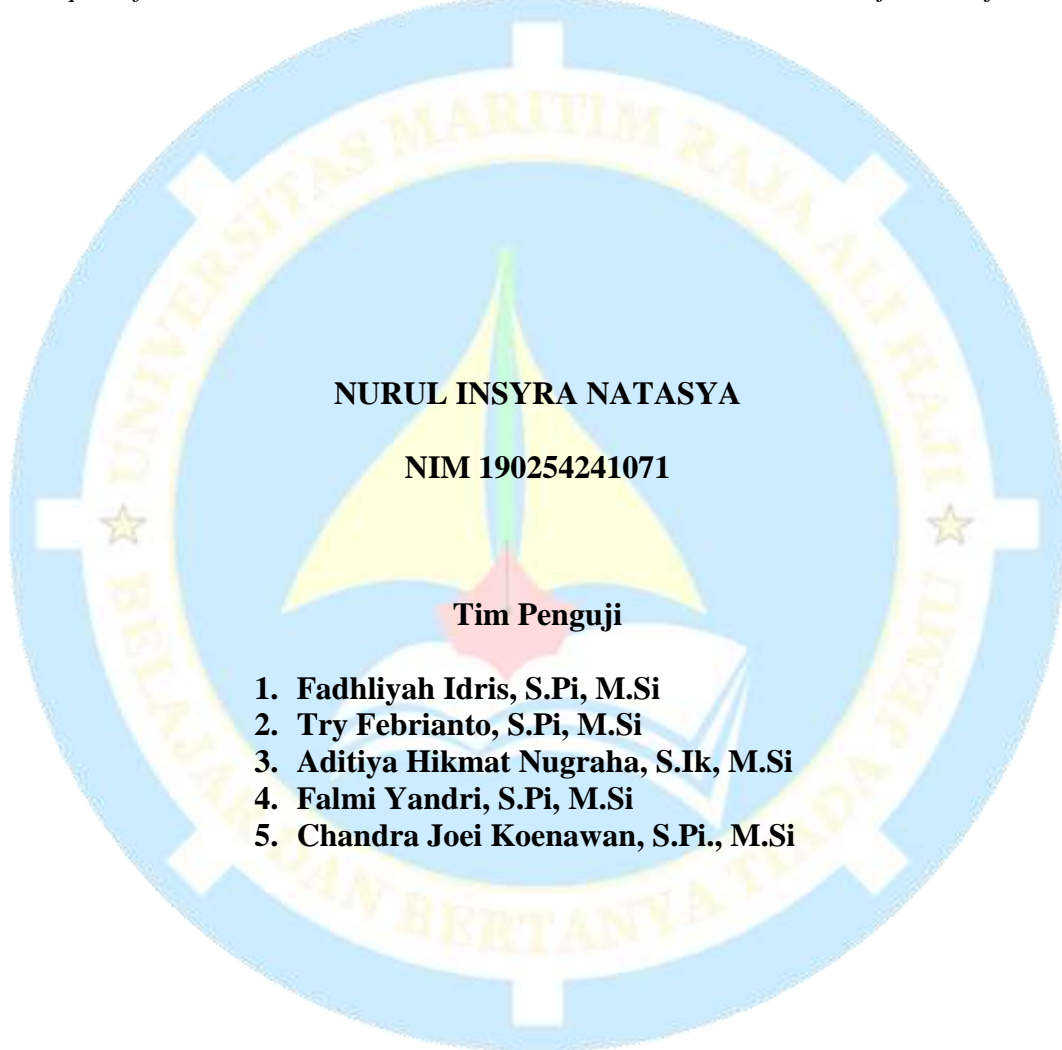 UNIVERSITAS MARITIM RAJA ALI HAJI
NURUL INSYRA NATASYA
NIM 190254241071
Tim Penguji
1. Fadhliyah Idris, S.Pi, M.Si
2. Try Febrianto, S.Pi, M.Si
3. Aditiya Hikmat Nugraha, S.Ik, M.Si
4. Falmi Yandri, S.Pi, M.Si
5. Chandra Joei Koenawan, S.Pi., M.Si
BELAJAR DAN BERTANYA TIADA JEMU